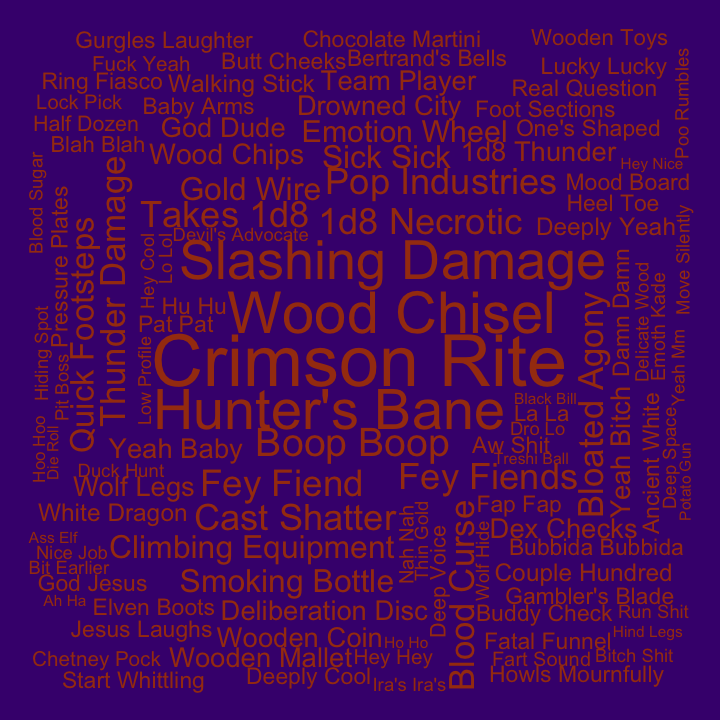 Gurgles Laughter
Chocolate Martini
Wooden Toys
Fuck Yeah
Butt Cheeks
Bertrand's Bells
Lucky Lucky
Ring Fiasco
Walking Stick
Team Player
Real Question
Poo Rumbles
Lock Pick
Baby Arms
Drowned City
Foot Sections
Half Dozen
God Dude
Emotion Wheel
One's Shaped
Blah Blah
Wood Chips
Sick Sick
1d8 Thunder
Hey Nice
Blood Sugar
Pressure Plates
Quick Footsteps
Thunder Damage
Gold Wire
Pop Industries
Mood Board
Heel Toe
Takes 1d8
1d8 Necrotic
Deeply Yeah
Devil's Advocate
Hey Cool
Lo Lol
Slashing Damage
Move Silently
Hu Hu
Wood Chisel
Pat Pat
Bloated Agony
Yeah Bitch
Damn Damn
Delicate Wood
Emoth Kade
Yeah Mm
Hiding Spot
Pit Boss
Low Profile
Crimson Rite
Hunter's Bane
Black Bill
La La
Dro Lo
Ancient White
Deep Space
Potato Gun
Hoo Hoo
Die Roll
Yeah Baby
Boop Boop
Aw Shit
Treshi Ball
Duck Hunt
Wolf Legs
Fey Fiend
Fey Fiends
White Dragon
Cast Shatter
Nah Nah
Thin Gold
Deep Voice
Blood Curse
Wolf Hide
Fap Fap
Dex Checks
Ass Elf
Nice Job
Climbing Equipment
Bubbida Bubbida
Bit Earlier
God Jesus
Smoking Bottle
Couple Hundred
Gambler's Blade
Ah Ha
Elven Boots
Deliberation Disc
Buddy Check
Run Shit
Jesus Laughs
Wooden Coin
Ho Ho
Fatal Funnel
Hind Legs
Chetney Pock
Wooden Mallet
Hey Hey
Fart Sound
Bitch Shit
Start Whittling
Deeply Cool
Ira's Ira's
Howls Mournfully